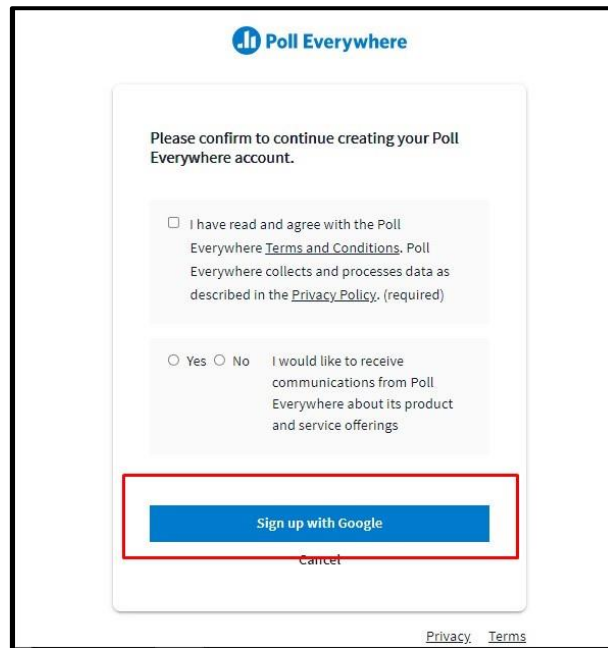 Poll Everywhere
Please confirm to continue creating your Poll
Everywhere account.
I have read and agree with the Poll
Everywhere Terms and Conditions. Poll
Everywhere collects and processes data as
described in the Privacy Policy. (required)
Yes No I would like to receive
communications from Poll
Everywhere about its product
and service offerings
Sign up with Google
Cancel
Privacy Terms